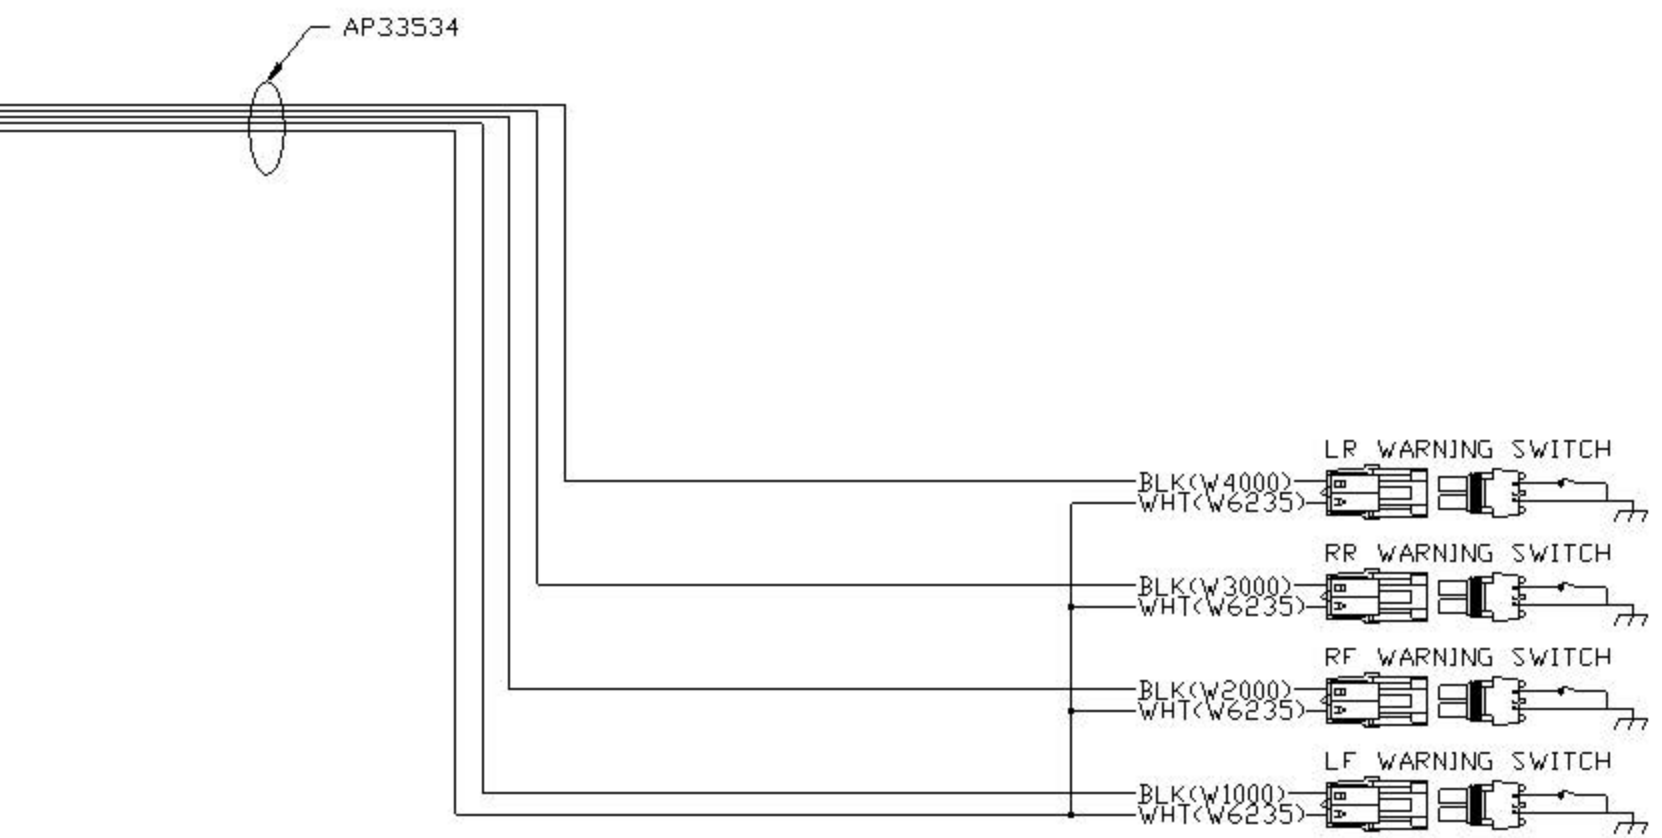 AP33534
LR WARNING SWITCH
BLK(W4000)
WHT(W6235)
B
A
RR WARNING SWITCH
BLK(W3000)
WHT(W6235)
B
A
RF WARNING SWITCH
BLK(W2000)
WHT(W6235)
B
A
LF WARNING SWITCH
BLK(W1000)
WHT(W6235)
B
A